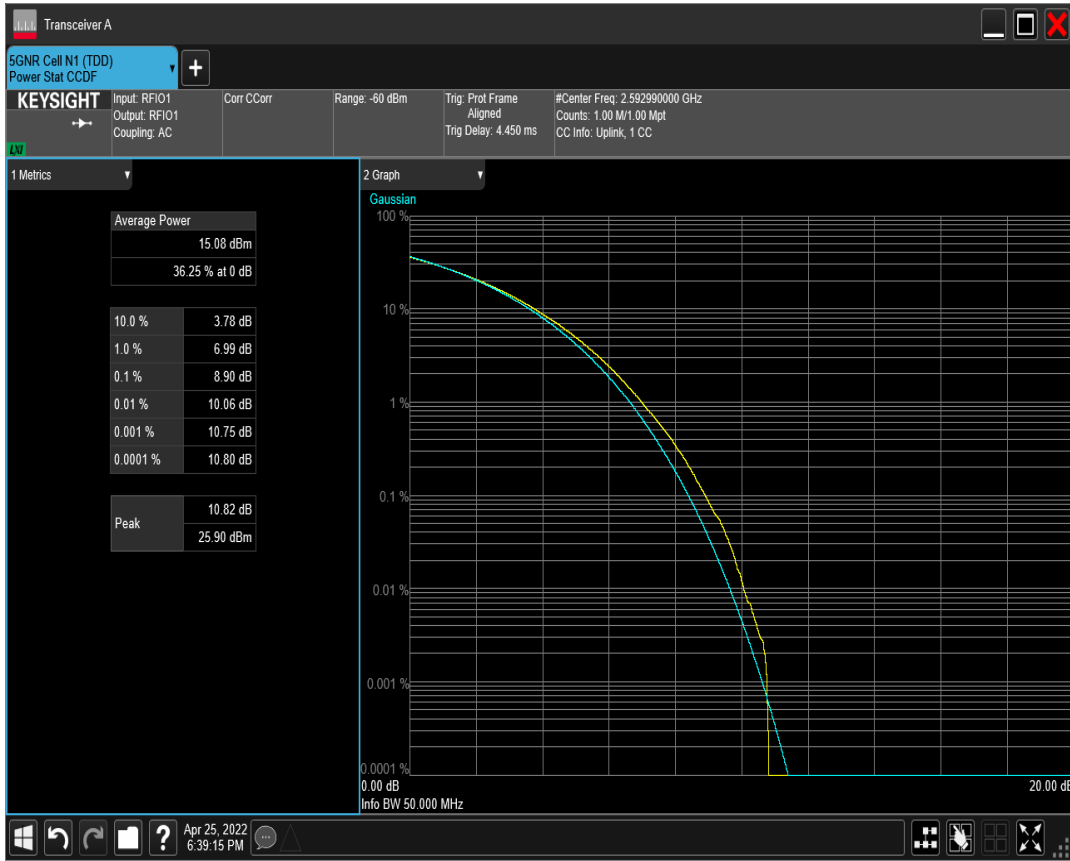 Transceiver A
5GNR Cell N1 (TDD)
Power Stat CCDF
+
KEYSIGHT
LXI
Input: RFIO1
Output: RFIO1
Coupling: AC
Corr CCorr
Range: -60 dBm
Trig: Prot Frame
Aligned
Trig Delay: 4.450 ms
#Center Freq: 2.592990000 GHz
Counts: 1.00 M/1.00 Mpt
CC Info: Uplink, 1 CC
1 Metrics
Average Power
15.08 dBm
36.25 % at 0 dB
10.0 % 3.78 dB
1.0 % 6.99 dB
0.1 % 8.90 dB
0.01 % 10.06 dB
0.001 % 10.75 dB
0.0001 % 10.80 dB
Peak 10.82 dB
25.90 dBm
2 Graph
Gaussian
100 %
10 %
1 %
0.1 %
0.01 %
0.001 %
0.0001 %
0.00 dB 20.00 dB
Info BW 50.000 MHz
? Apr 25, 2022
6:39:15 PM